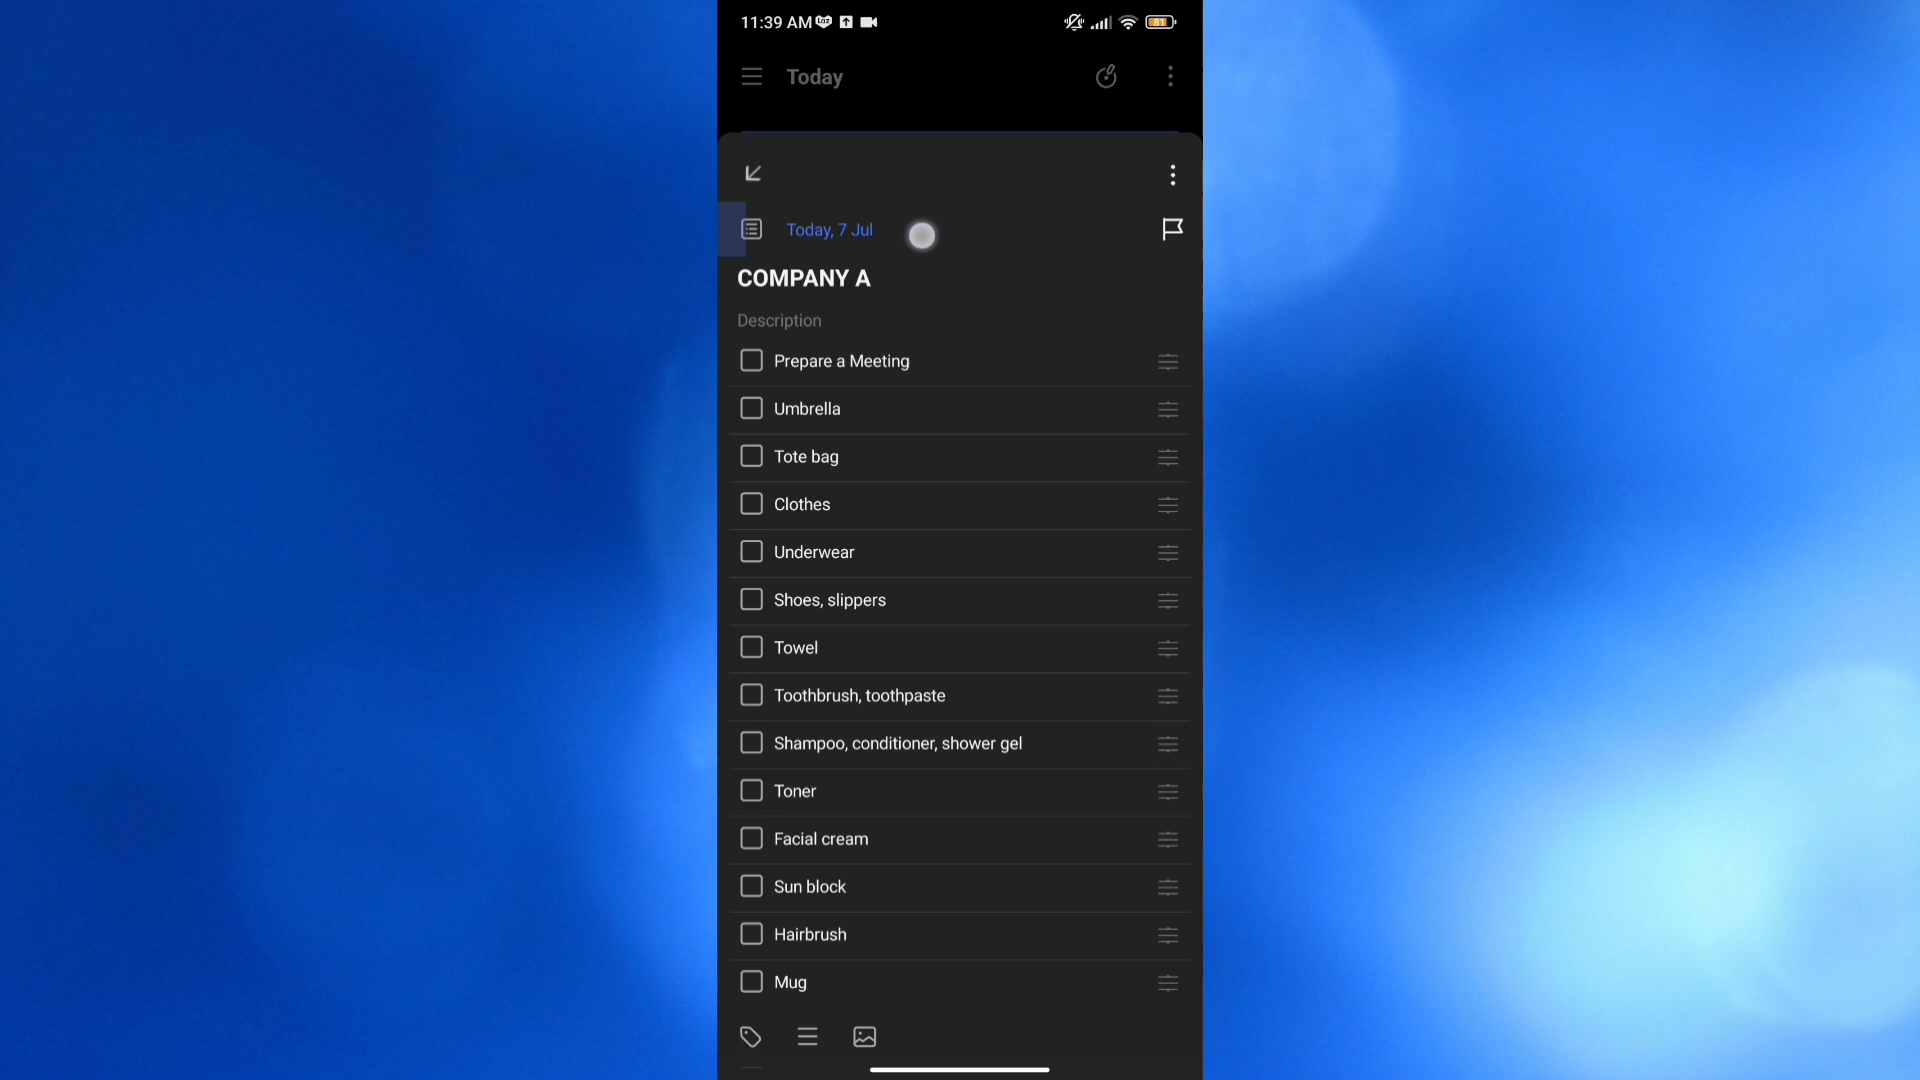 11:39 AM
81
Today
Today, 7 Jul
COMPANY A
Description
Prepare a Meeting
Umbrella
Tote bag
Clothes
Underwear
Shoes, slippers
Towel
Toothbrush, toothpaste
Shampoo, conditioner, shower gel
Toner
Facial cream
Sun block
Hairbrush
Mug